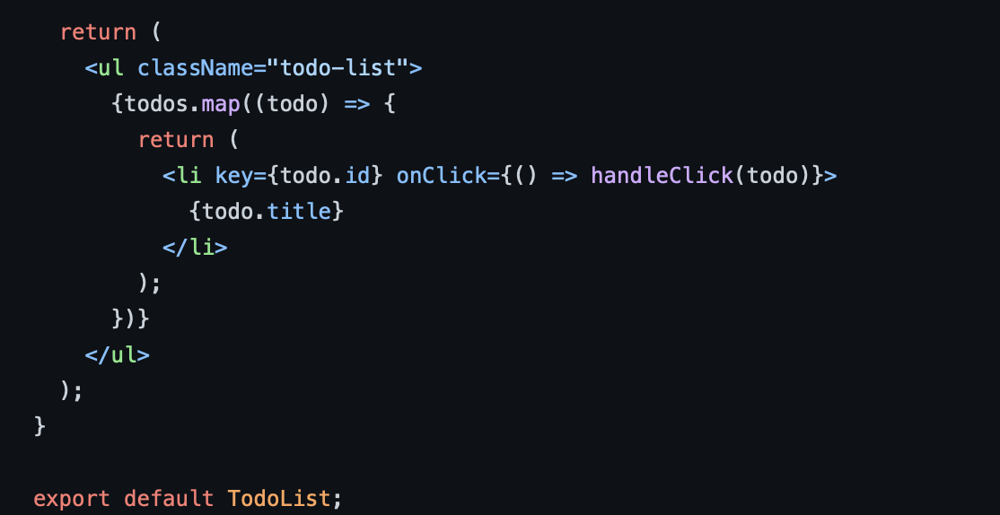 return (
<ul className="todo-list">
{todos.map((todo) => {
return (
<li key={todo.id} onClick={() => handleClick(todo)}>
{todo.title}
</li>
);
})}
</ul>
);
}
export default TodoList;